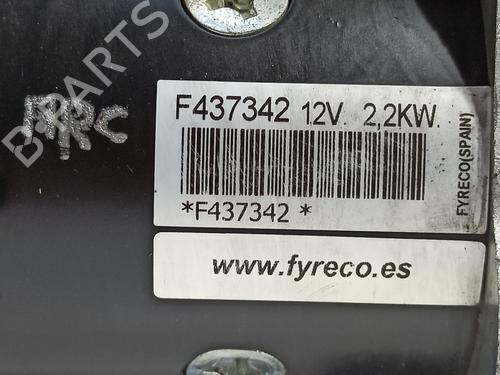 B-PARTS
F437342 12V. 2,2KW.
*F437342 *
FYRECO(SPAIN)
www.fyreco.es